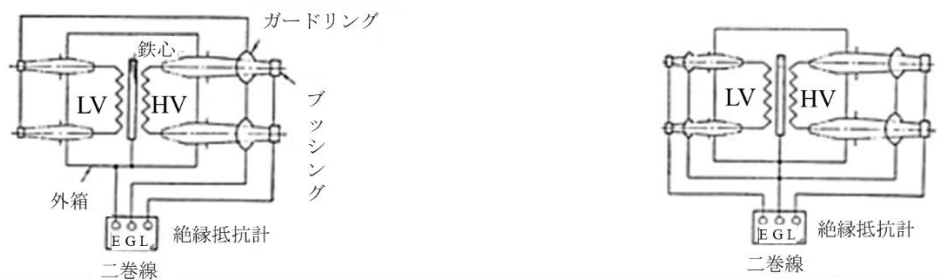 ガードリング
鉄心
LV HV
ブッシング
外箱
E G L 絶縁抵抗計
二巻線
LV HV
E G L 絶縁抵抗計
二巻線